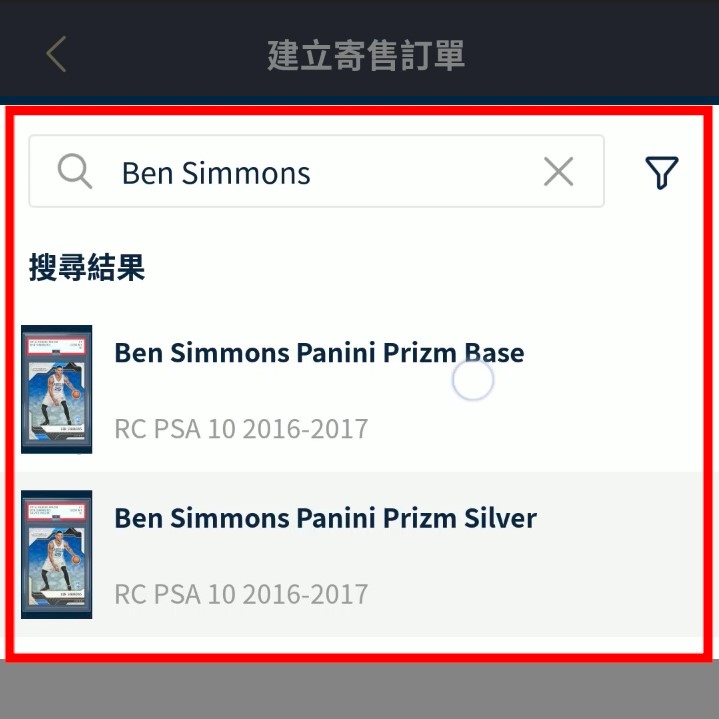 建立寄售訂單
Ben Simmons
搜尋結果
Ben Simmons Panini Prizm Base
RC PSA 10 2016-2017
Ben Simmons Panini Prizm Silver
RC PSA 10 2016-2017